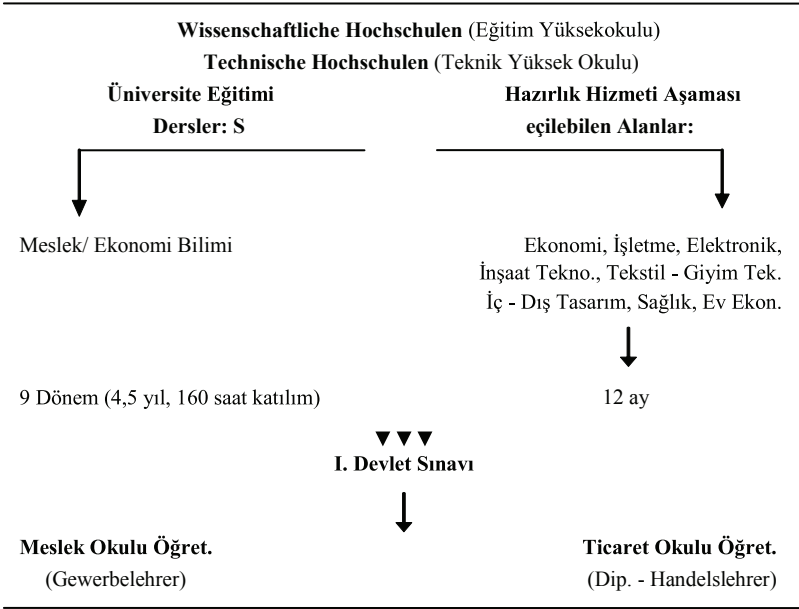 Wissenschaftliche Hochschulen (Eğitim Yüksekokulu)
Technische Hochschulen (Teknik Yüksek Okulu)
Üniversite Eğitimi
Dersler: S
Hazırlık Hizmeti Aşaması
eçilebilen Alanlar:
Meslek/ Ekonomi Bilimi
Ekonomi, İşletme, Elektronik,
İnşaat Tekno., Tekstil - Giyim Tek.
İç - Dış Tasarım, Sağlık, Ev Ekon.
9 Dönem (4,5 yıl, 160 saat katılım)
12 ay
I. Devlet Sınavı
Meslek Okulu Öğret.
(Gewerbelehrer)
Ticaret Okulu Öğret.
(Dip. - Handelslehrer)